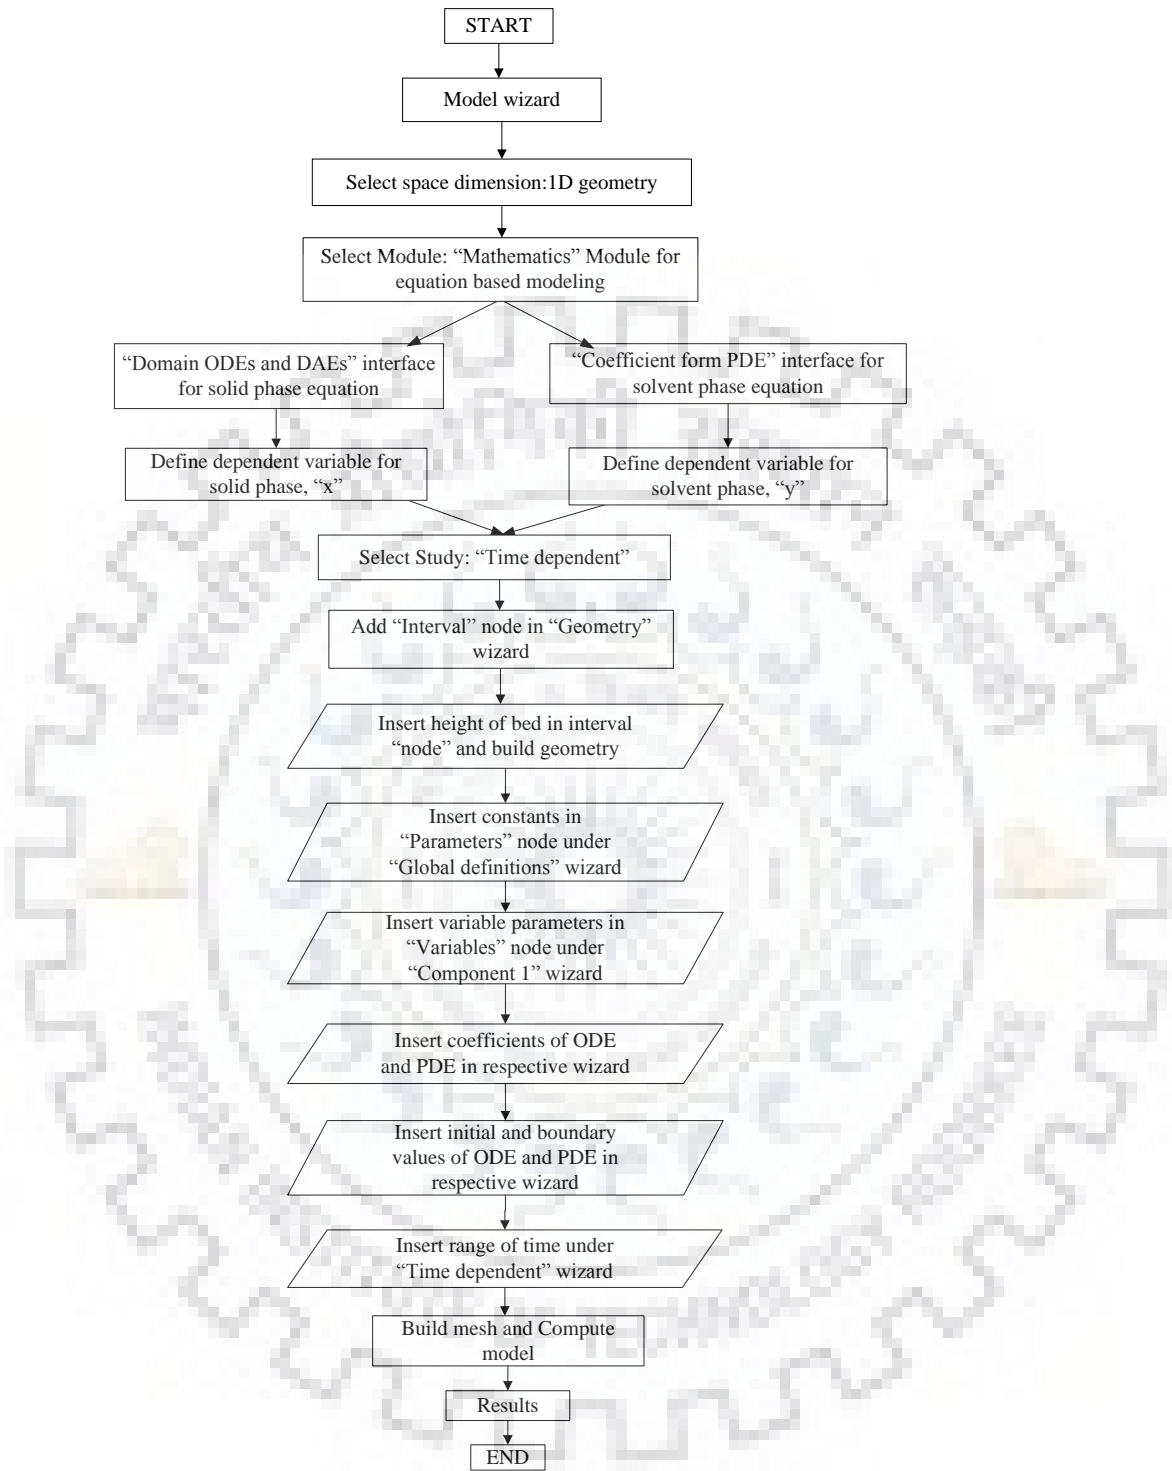 START
Model wizard
Select space dimension:1D geometry
Select Module: “Mathematics” Module for
equation based modeling
“Domain ODEs and DAEs” interface
for solid phase equation
“Coefficient form PDE” interface for
solvent phase equation
Define dependent variable for
solid phase, “x”
Define dependent variable for
solvent phase, “y”
Select Study: “Time dependent”
Add “Interval” node in “Geometry”
wizard
Insert height of bed in interval
“node” and build geometry
Insert constants in
“Parameters” node under
“Global definitions” wizard
Insert variable parameters in
“Variables” node under
“Component 1” wizard
Insert coefficients of ODE
and PDE in respective wizard
Insert initial and boundary
values of ODE and PDE in
respective wizard
Insert range of time under
“Time dependent” wizard
Build mesh and Compute
model
Results
END